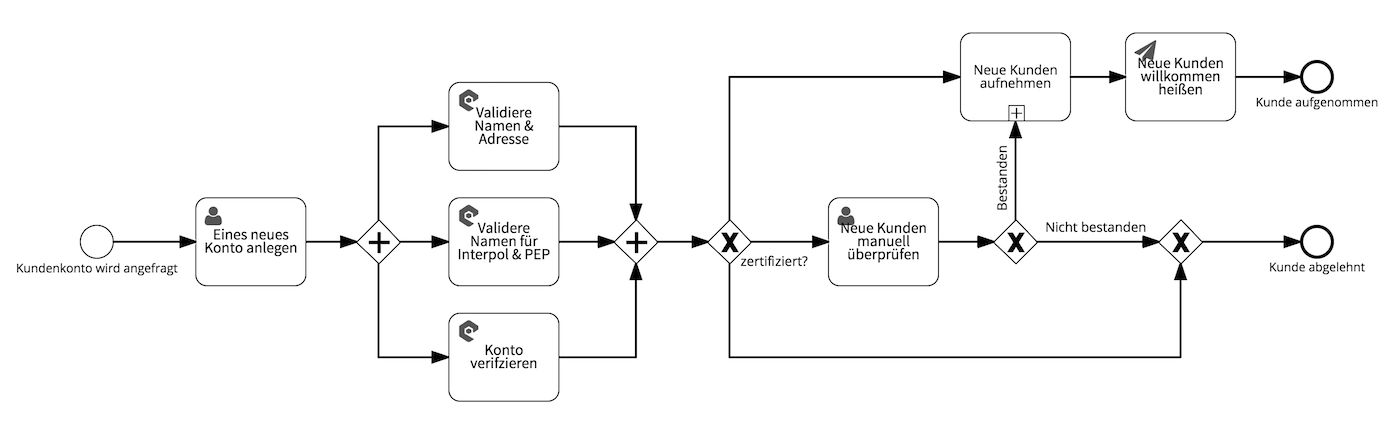 Kundenkonto wird angefragt
Eines neues
Konto anlegen
Validiere
Namen &
Adresse
Validere
Namen für
Interpol & PEP
Konto
verifzieren
zertifiziert?
Neue Kunden
manuell
überprüfen
Bestanden
Nicht bestanden
Neue Kunden
aufnehmen
Neue Kunden
willkommen
heißen
Kunde aufgenommen
Kunde abgelehnt